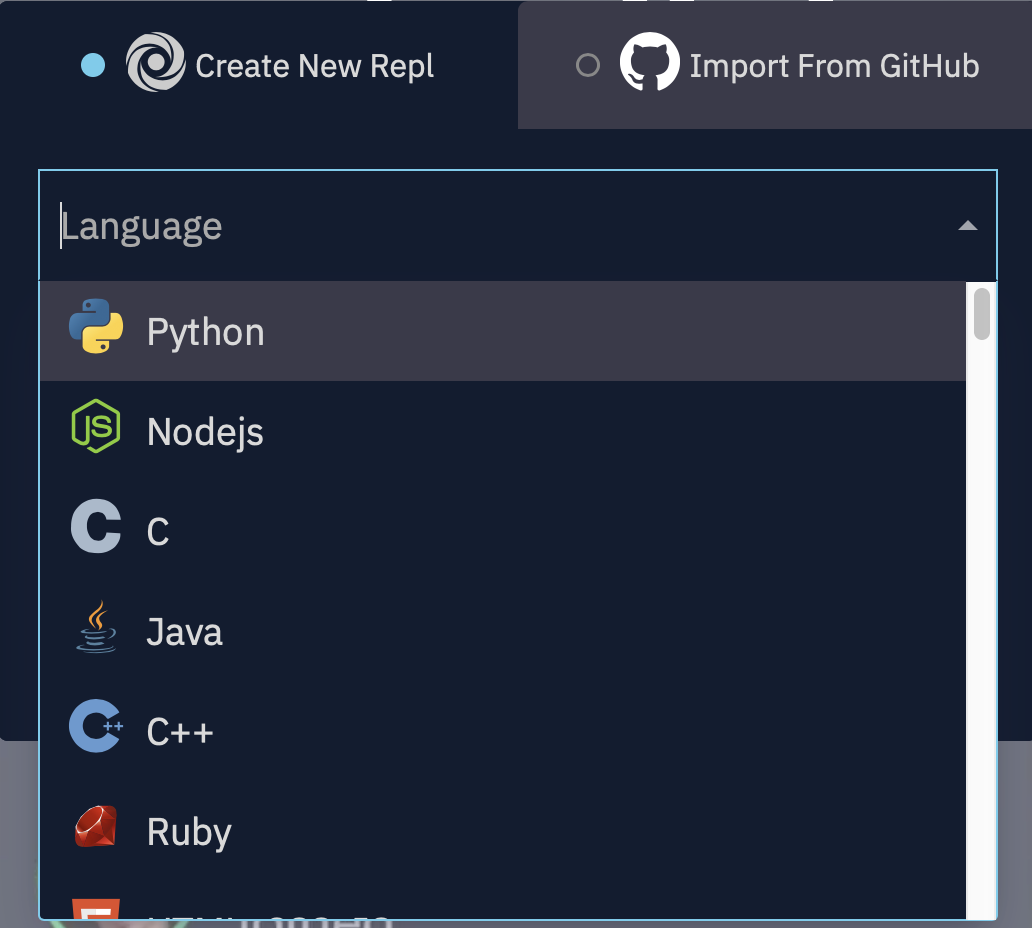 Create New Repl
Import From GitHub
Language
Python
Nodejs
C
Java
C++
Ruby